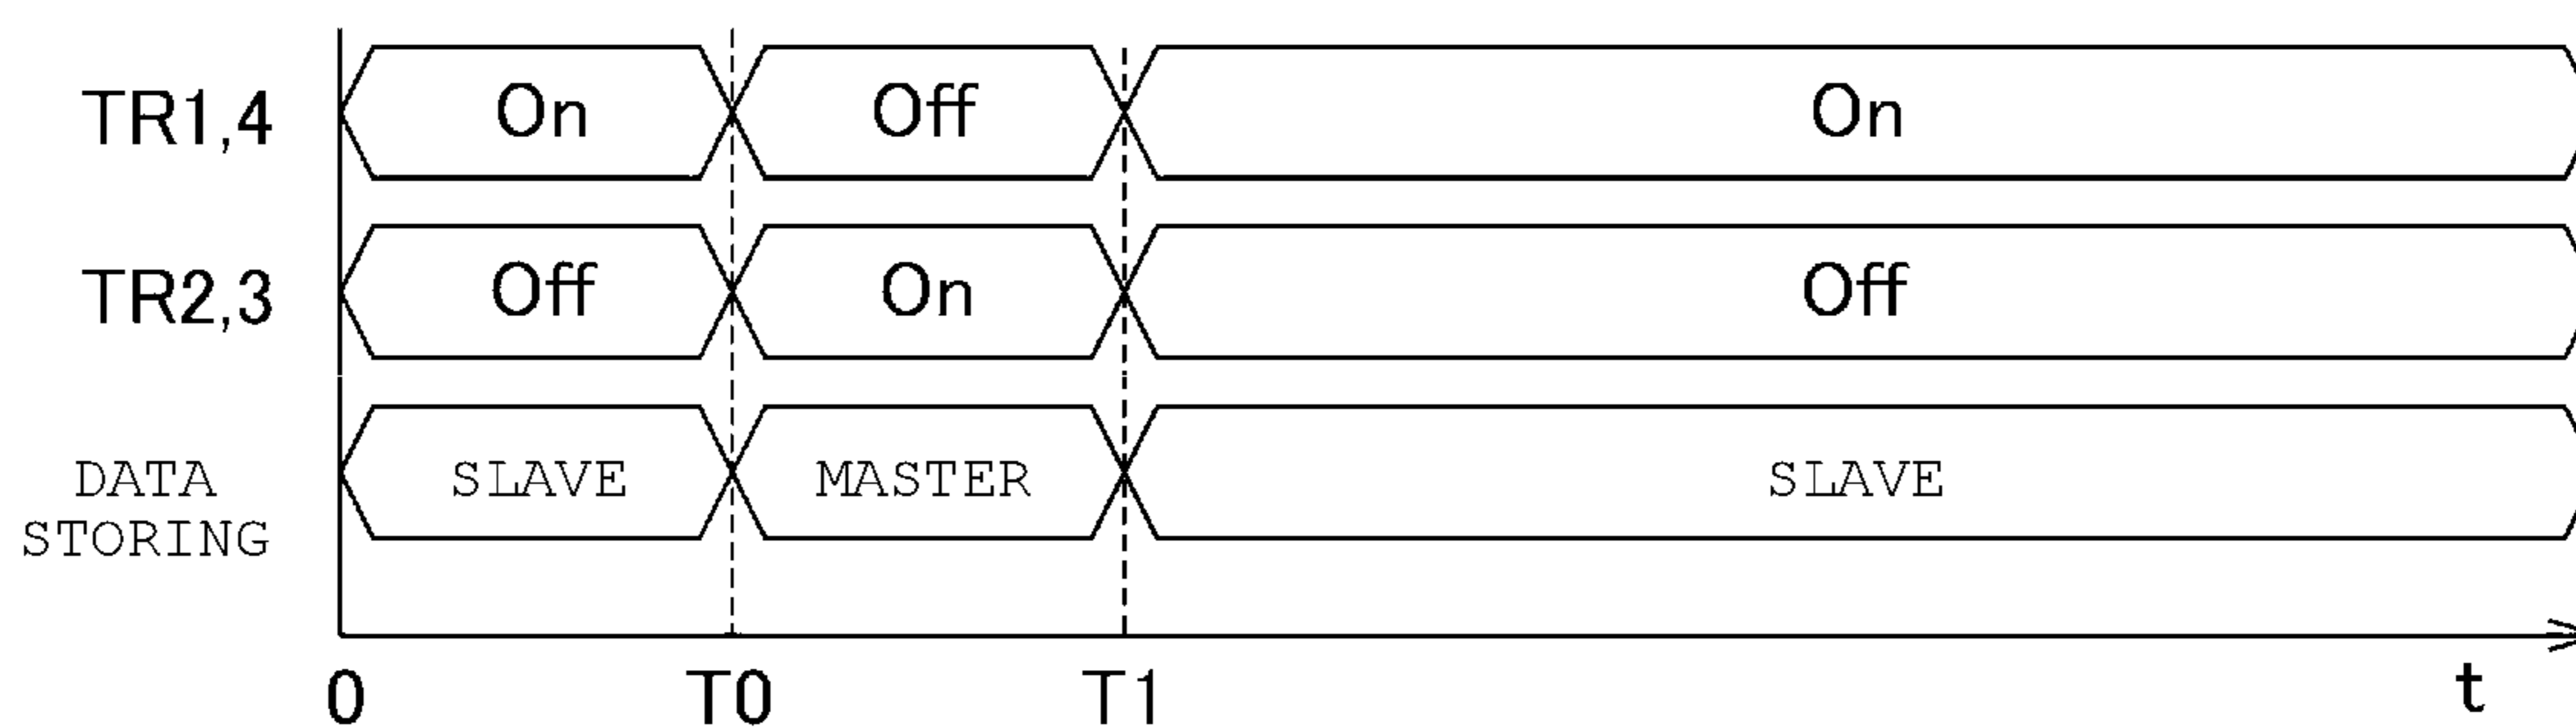 TR1,4 On Off On
TR2,3 Off On Off
DATA STORING SLAVE MASTER SLAVE
0 T0 T1 t